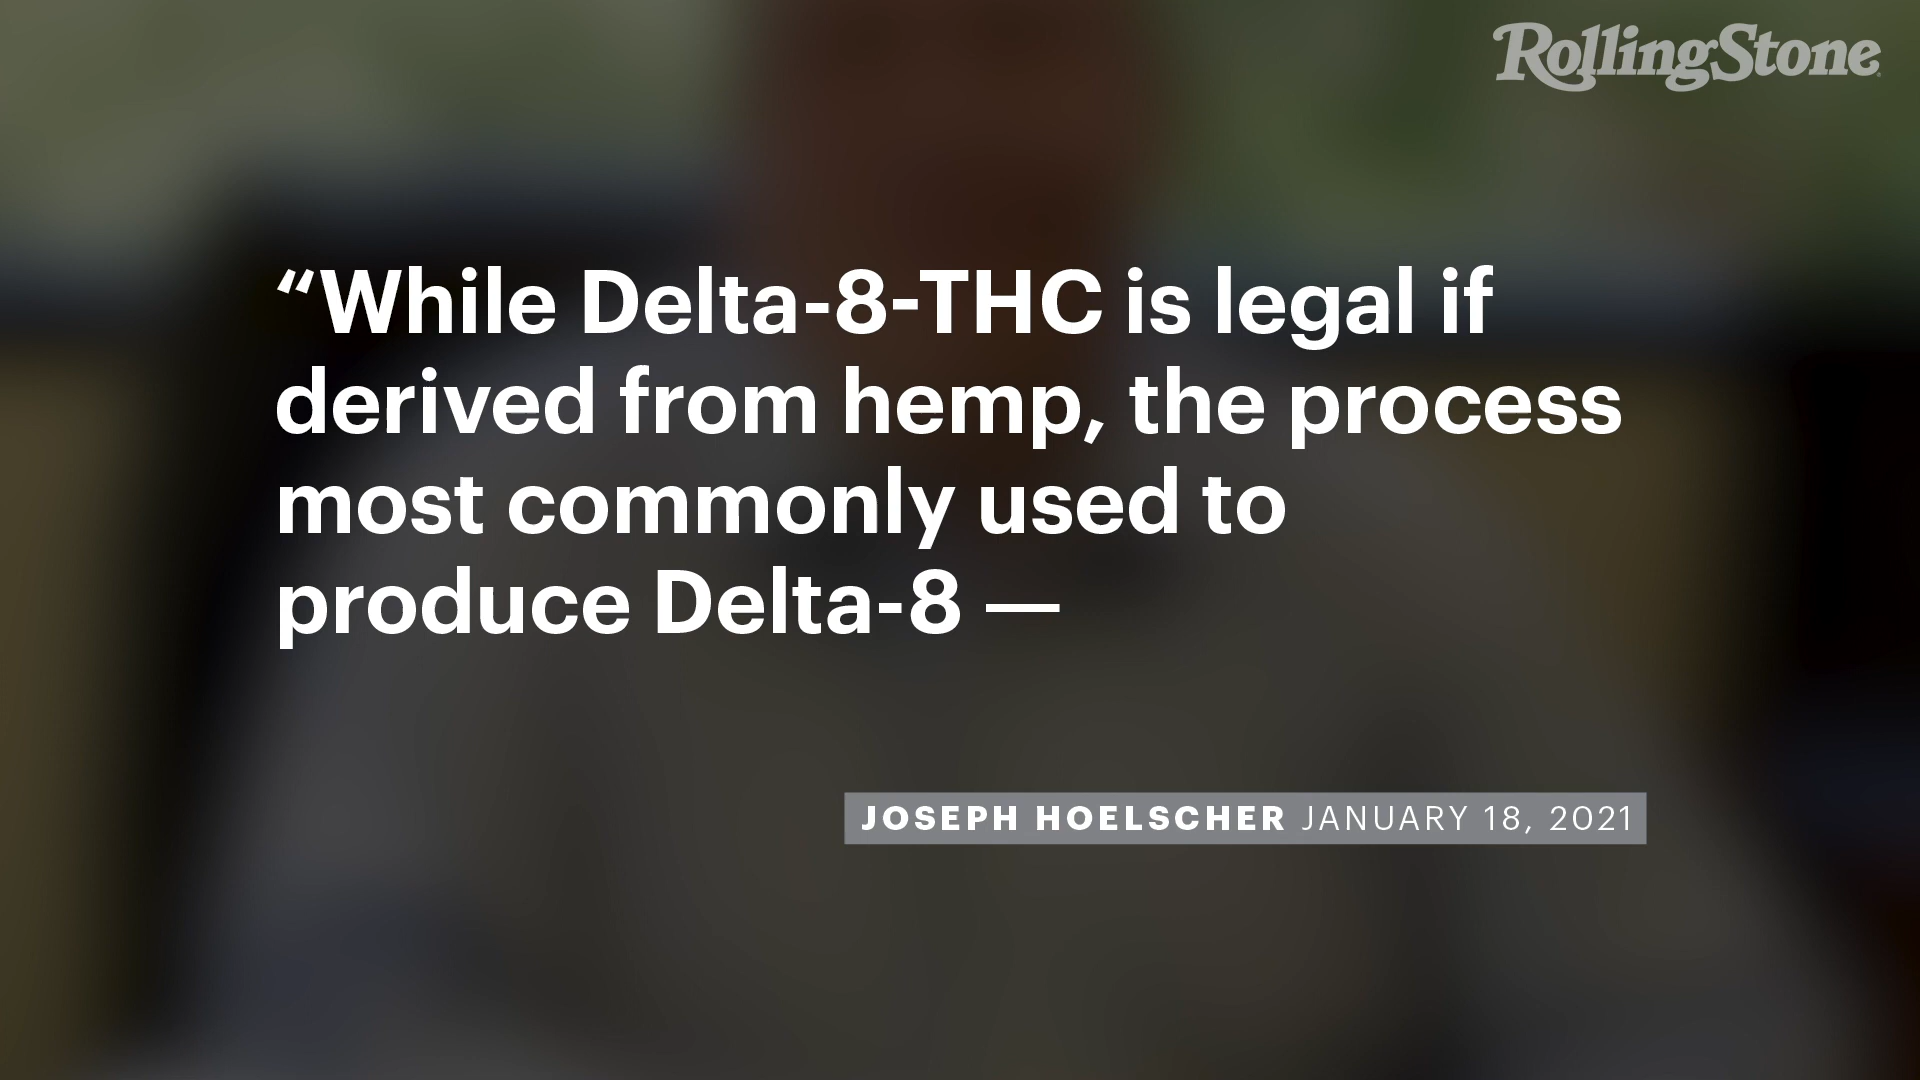 RollingStone
“While Delta-8-THC is legal if
derived from hemp, the process
most commonly used to
produce Delta-8 —
JOSEPH HOELSCHER JANUARY 18, 2021